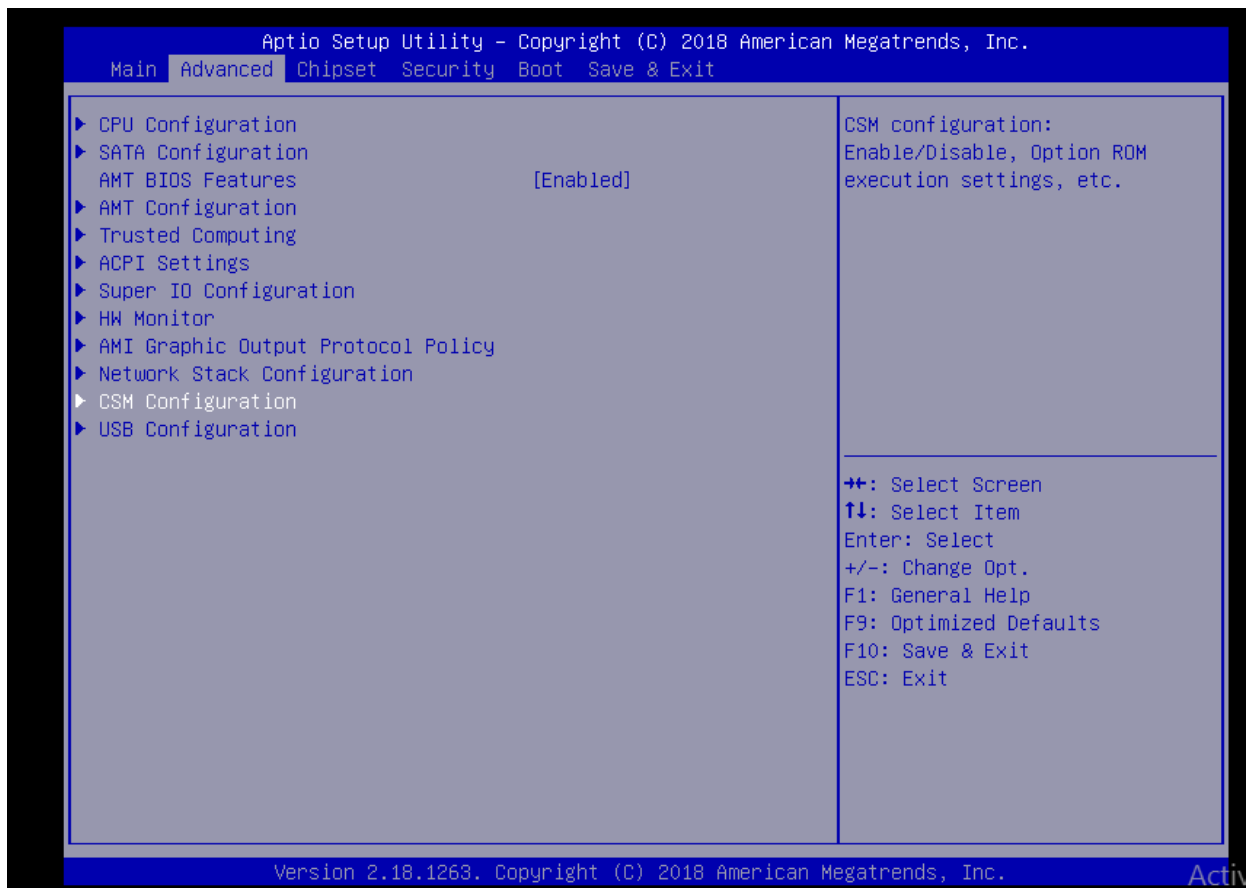 Aptio Setup Utility – Copyright (C) 2018 American Megatrends, Inc.
Main Advanced Chipset Security Boot Save & Exit
CPU Configuration
SATA Configuration
AMT BIOS Features [Enabled]
AMT Configuration
Trusted Computing
ACPI Settings
Super IO Configuration
HW Monitor
AMI Graphic Output Protocol Policy
Network Stack Configuration
CSM Configuration
USB Configuration
CSM configuration:
Enable/Disable, Option ROM
execution settings, etc.
→←: Select Screen
↑↓: Select Item
Enter: Select
+/-: Change Opt.
F1: General Help
F9: Optimized Defaults
F10: Save & Exit
ESC: Exit
Version 2.18.1263. Copyright (C) 2018 American Megatrends, Inc.